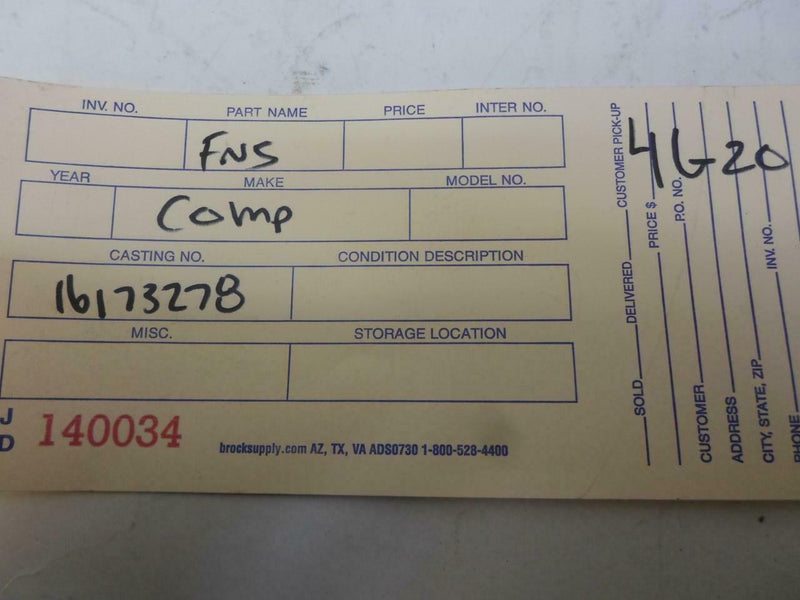 INV. NO. PART NAME PRICE INTER NO.
FNS
YEAR MAKE MODEL NO.
Comp
CASTING NO. CONDITION DESCRIPTION
16173278
MISC. STORAGE LOCATION
J
D
140034
brocksupply.com AZ, TX, VA ADS0730 1-800-528-4400
4G20
SOLD DELIVERED CUSTOMER PICK-UP
PRICE $
CUSTOMER P.O. NO.
ADDRESS
CITY, STATE, ZIP INV. NO.
PHONE